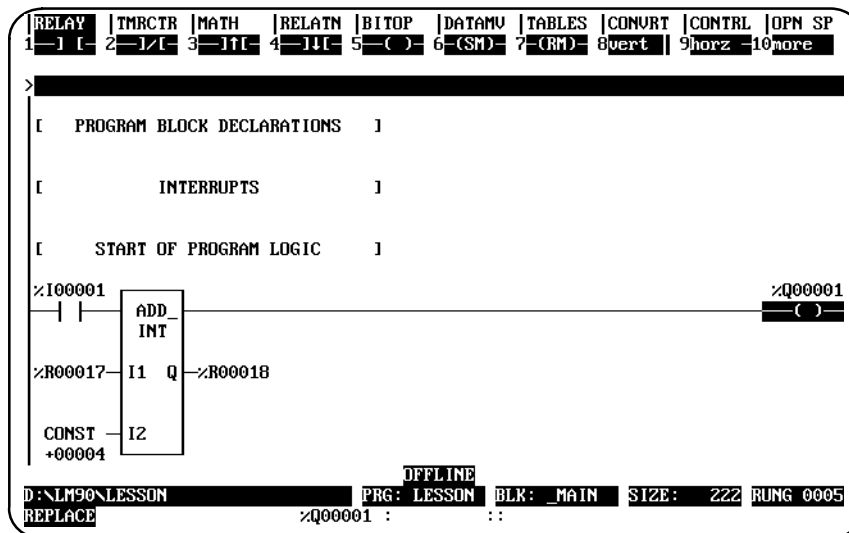 RELAY |TMRCTR |MATH |RELATN |BITOP |DATAMV |TABLES |CONVRT |CONTRL |OPN SP
1—] [— 2—]/[— 3—]↑[— 4—]↓[— 5—( )— 6—(SM)— 7—(RM)— 8vert | 9horz —10more
>
[ PROGRAM BLOCK DECLARATIONS ]
[ INTERRUPTS ]
[ START OF PROGRAM LOGIC ]
%I00001 %Q00001
ADD_ —( )—
INT
%R00017 I1 Q %R00018
CONST I2
+00004
OFFLINE
D:\LM90\LESSON PRG: LESSON BLK: _MAIN SIZE: 222 RUNG 0005
REPLACE %Q00001 : ::